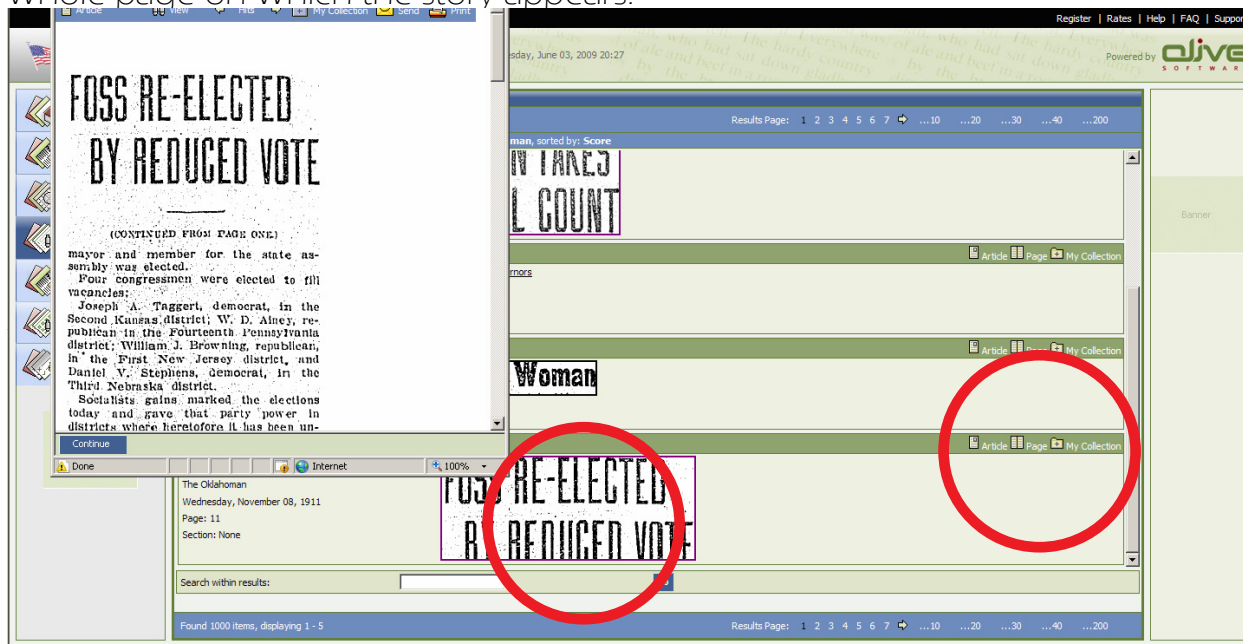 whole page on which the story appears.
Article View Hits My Collection Send Print
Register | Rates | Help | FAQ | Suppor
sday, June 03, 2009 20:27
Powered by olive
SOFTWAR
FOSS RE-ELECTED
BY REDUCED VOTE
(CONTINUED FROM PAGE ONE.)
mayor and member for the state as-
sembly was elected.
Four congressmen were elected to fill
vacancies:
Joseph A. Taggert, democrat, in the
Second Kansas district; W. D. Ainey, re-
publican in the Fourteenth Pennsylvania
district; William J. Browning, republican,
in the First New Jersey district, and
Daniel V. Stephens, democrat, in the
Third Nebraska district.
Socialists gains marked the elections
today and gave that party power in
districts where heretofore it has been un-
Continue
Done Internet 100%
Results Page: 1 2 3 4 5 6 7 ...10 ...20 ...30 ...40 ...200
man, sorted by: Score
N TAKES
L COUNT
Article Page My Collection
rnors
Article Page My Collection
Woman
Article Page My Collection
The Oklahoman
Wednesday, November 08, 1911
Page: 11
Section: None
FOSS RE-ELECTED
BY REDUCED VOTE
Search within results:
Found 1000 items, displaying 1 - 5
Results Page: 1 2 3 4 5 6 7 ...10 ...20 ...30 ...40 ...200
Banner